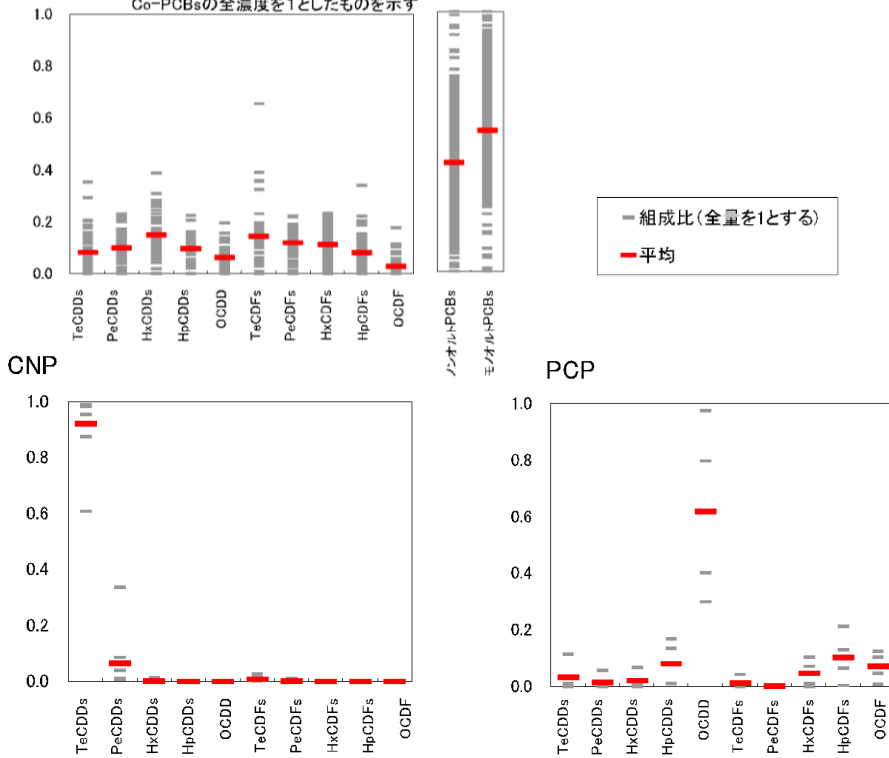 Co-PCBsの全濃度を1としたものを示す
1.0
0.8
0.6
0.4
0.2
0.0
TeCDDs
PeCDDs
HxCDDs
HpCDDs
OCDD
TeCDFs
PeCDFs
HxCDFs
HpCDFs
OCDF
ノンオルトPCBs
モノオルトPCBs
組成比(全量を1とする)
平均
CNP
1.0
0.8
0.6
0.4
0.2
0.0
TeCDDs
PeCDDs
HxCDDs
HpCDDs
OCDD
TeCDFs
PeCDFs
HxCDFs
HpCDFs
OCDF
PCP
1.0
0.8
0.6
0.4
0.2
0.0
TeCDDs
PeCDDs
HxCDDs
HpCDDs
OCDD
TeCDFs
PeCDFs
HxCDFs
HpCDFs
OCDF